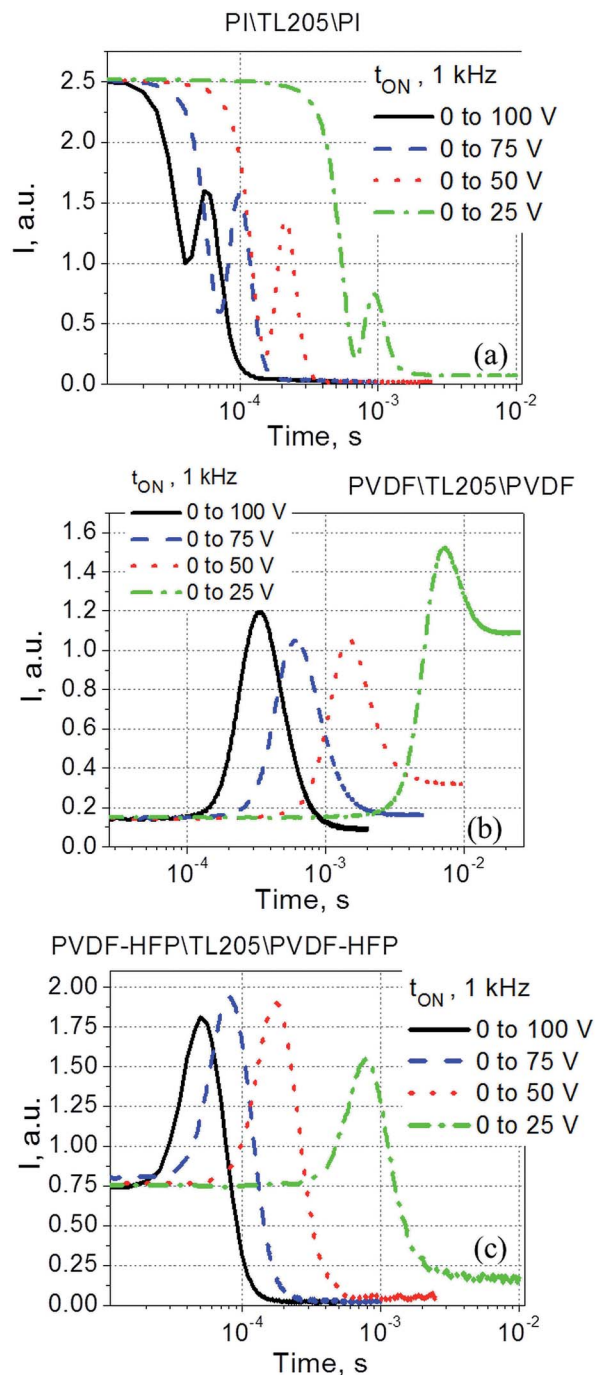 PI\TL205\PI
t_ON , 1 kHz
0 to 100 V
0 to 75 V
0 to 50 V
0 to 25 V
2.5
2.0
1.5
1.0
0.5
0.0
I, a.u.
(a)
10^-4
10^-3
10^-2
Time, s
t_ON , 1 kHz
PVDF\TL205\PVDF
0 to 100 V
0 to 75 V
0 to 50 V
0 to 25 V
1.6
1.4
1.2
1.0
0.8
0.6
0.4
0.2
0.0
I, a.u.
(b)
10^-4
10^-3
10^-2
Time, s
PVDF-HFP\TL205\PVDF-HFP
t_ON , 1 kHz
0 to 100 V
0 to 75 V
0 to 50 V
0 to 25 V
2.00
1.75
1.50
1.25
1.00
0.75
0.50
0.25
0.00
I, a.u.
(c)
10^-4
10^-3
10^-2
Time, s